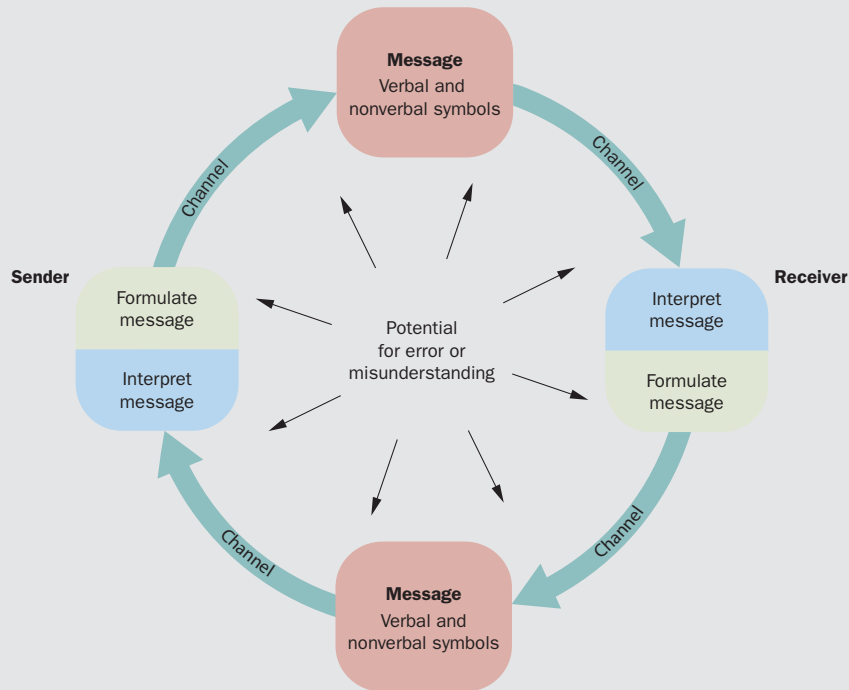 Message
Verbal and
nonverbal symbols
Channel
Channel
Sender
Formulate
message
Interpret
message
Potential
for error or
misunderstanding
Receiver
Interpret
message
Formulate
message
Channel
Channel
Message
Verbal and
nonverbal symbols